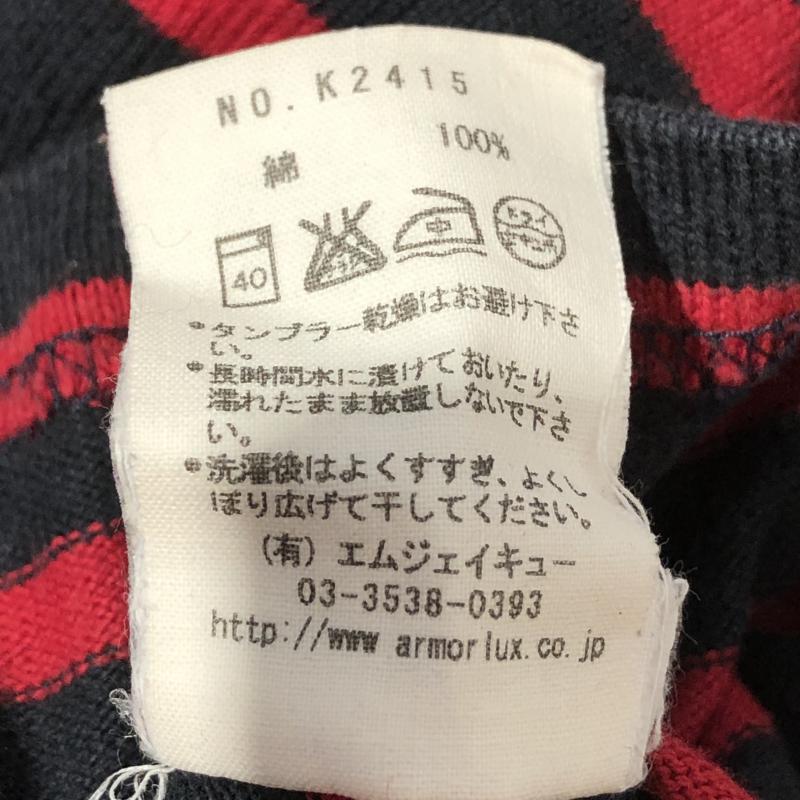 NO. K2415
綿 100%
40
・タンブラー乾燥はお避け下さ
い。
・長時間水に漬けておいたり、
濡れたまま放置しないで下さ
い。
・洗濯後はよくすすぎ、よくし
ぼり広げて干してください。
(有) エムジェイキュー
03-3538-0393
http://www armorlux.co.jp